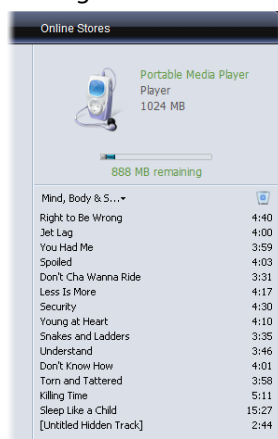 Online Stores
Portable Media Player
Player
1024 MB
888 MB remaining
Mind, Body & S...
Right to Be Wrong 4:40
Jet Lag 4:00
You Had Me 3:59
Spoiled 4:03
Don't Cha Wanna Ride 3:31
Less Is More 4:17
Security 4:30
Young at Heart 4:10
Snakes and Ladders 3:35
Understand 3:46
Don't Know How 4:01
Torn and Tattered 3:58
Killing Time 5:11
Sleep Like a Child 15:27
[Untitled Hidden Track] 2:44